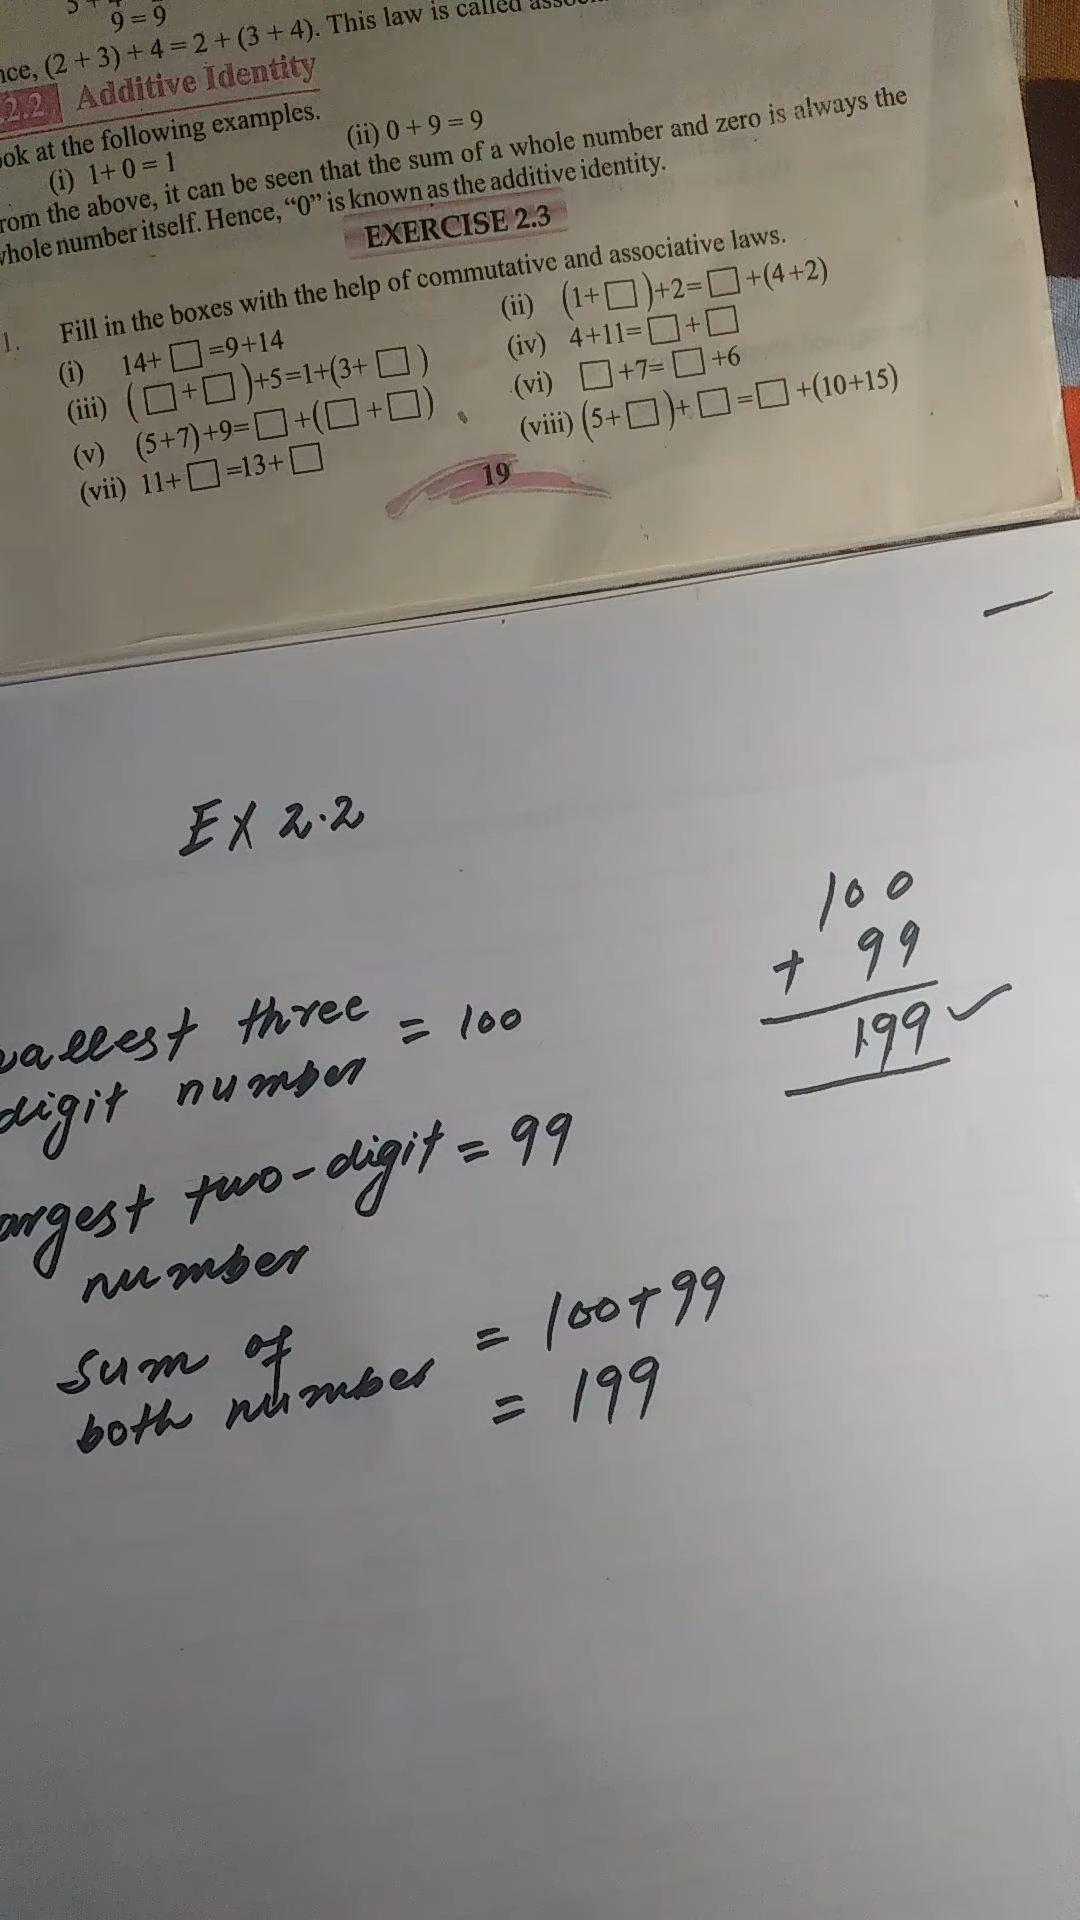 9 = 9
nce, (2 + 3) + 4 = 2 + (3 + 4). This law is called
2.2 Additive Identity
ook at the following examples.
(i) 1+ 0 = 1 (ii) 0 + 9 = 9
rom the above, it can be seen that the sum of a whole number and zero is always the
whole number itself. Hence, “0” is known as the additive identity.
EXERCISE 2.3
1. Fill in the boxes with the help of commutative and associative laws.
(i) 14+ □ =9+14 (ii) (1+ □ )+2= □ +(4+2)
(iii) ( □ + □ )+5=1+(3+ □ ) (iv) 4+11= □ + □
(v) (5+7)+9= □ +( □ + □ ) (vi) □ +7= □ +6
(vii) 11+ □ =13+ □ (viii) (5+ □ )+ □ = □ +(10+15)
19
EX 2.2
100
+ 99
199 ✓
allest three = 100
digit number
argest two-digit = 99
number
sum of = 100+99
both number
= 199